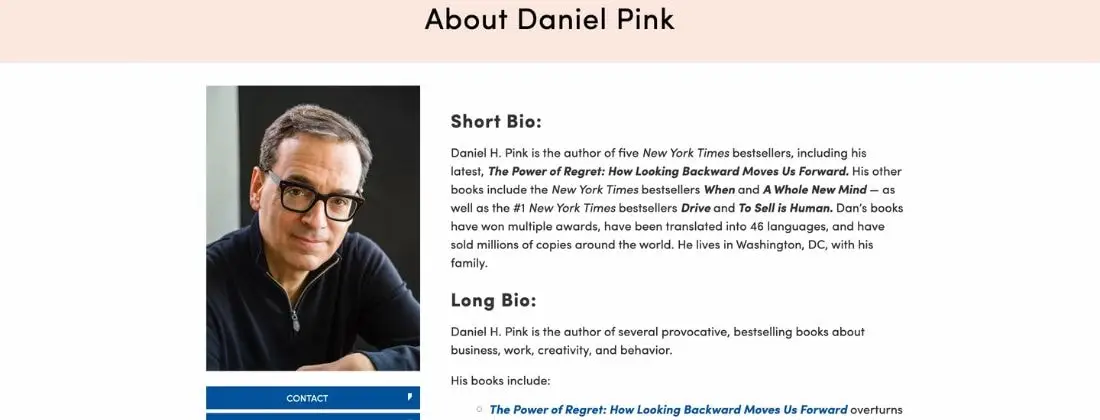 About Daniel Pink
Short Bio:
Daniel H. Pink is the author of five New York Times bestsellers, including his
latest, The Power of Regret: How Looking Backward Moves Us Forward. His other
books include the New York Times bestsellers When and A Whole New Mind — as
well as the #1 New York Times bestsellers Drive and To Sell is Human. Dan's books
have won multiple awards, have been translated into 46 languages, and have
sold millions of copies around the world. He lives in Washington, DC, with his
family.
Long Bio:
Daniel H. Pink is the author of several provocative, bestselling books about
business, work, creativity, and behavior.
His books include:
The Power of Regret: How Looking Backward Moves Us Forward overturns
CONTACT